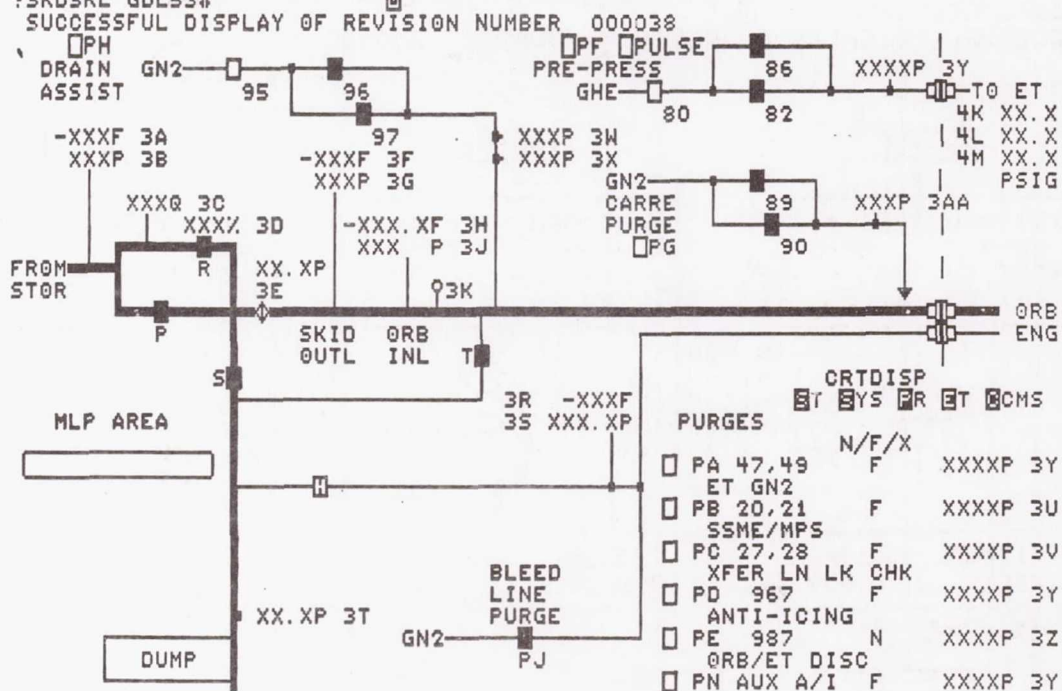 SUCCESSFUL DISPLAY OF REVISION NUMBER 000038
PH
DRAIN GN2
ASSIST
95 96
97
PF PULSE
PRE-PRESS
GHE
86
80 82
XXXXP 3Y
TO ET
4K XX.X
4L XX.X
4M XX.X
PSIG
-XXXF 3A
XXXP 3B
-XXXF 3F
XXXP 3G
XXXP 3W
XXXP 3X
GN2
CARRE
PURGE
PG
89
90
XXXP 3AA
XXXQ 3C
XXX% 3D
-XXX.XF 3H
XXX P 3J
FROM
STOR
R
XX.XP
3E
3K
P
SKID ORB
OUTL INL
T
ORB
ENG
S
CRTDISP
ST SYS PR ET CCMS
3R -XXXF
3S XXX.XP
PURGES
N/F/X
MLP AREA
H
PA 47,49 F XXXXP 3Y
ET GN2
PB 20,21 F XXXXP 3U
SSME/MPS
PC 27,28 F XXXXP 3V
XFER LN LK CHK
PD 967 F XXXXP 3Y
ANTI-ICING
PE 987 N XXXXP 3Z
ORB/ET DISC
PN AUX A/I F XXXXP 3Y
BLEED
LINE
PURGE
GN2
PJ
XX.XP 3T
DUMP